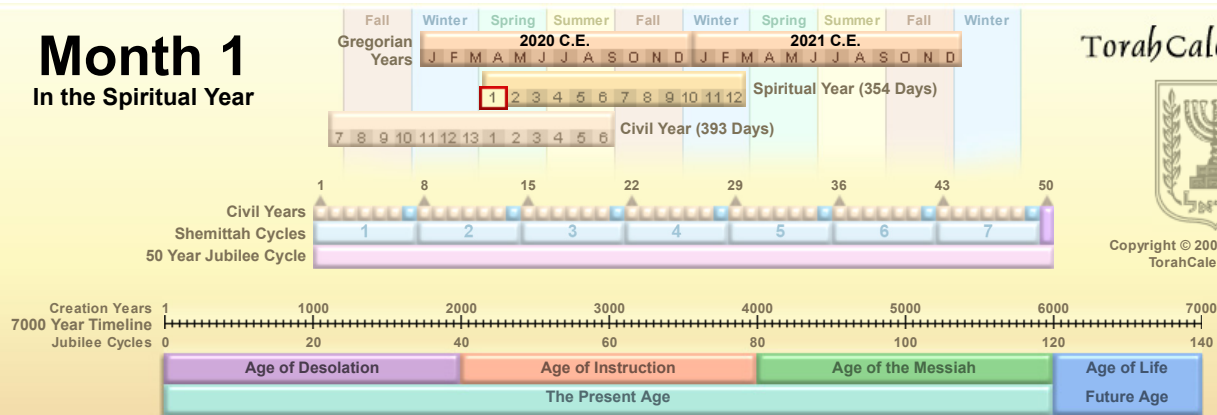 Fall Winter Spring Summer Fall Winter Spring Summer Fall Winter
Month 1
In the Spiritual Year
Gregorian Years
2020 C.E. 2021 C.E.
J F M A M J J A S O N D J F M A M J J A S O N D
1 2 3 4 5 6 7 8 9 10 11 12 Spiritual Year (354 Days)
7 8 9 10 11 12 13 1 2 3 4 5 6 Civil Year (393 Days)
TorahCale
1 8 15 22 29 36 43 50
Civil Years
Shemittah Cycles 1 2 3 4 5 6 7
50 Year Jubilee Cycle
Copyright © 200
TorahCale
Creation Years 1 1000 2000 3000 4000 5000 6000 7000
7000 Year Timeline
Jubilee Cycles 0 20 40 60 80 100 120 140
Age of Desolation Age of Instruction Age of the Messiah Age of Life
The Present Age Future Age